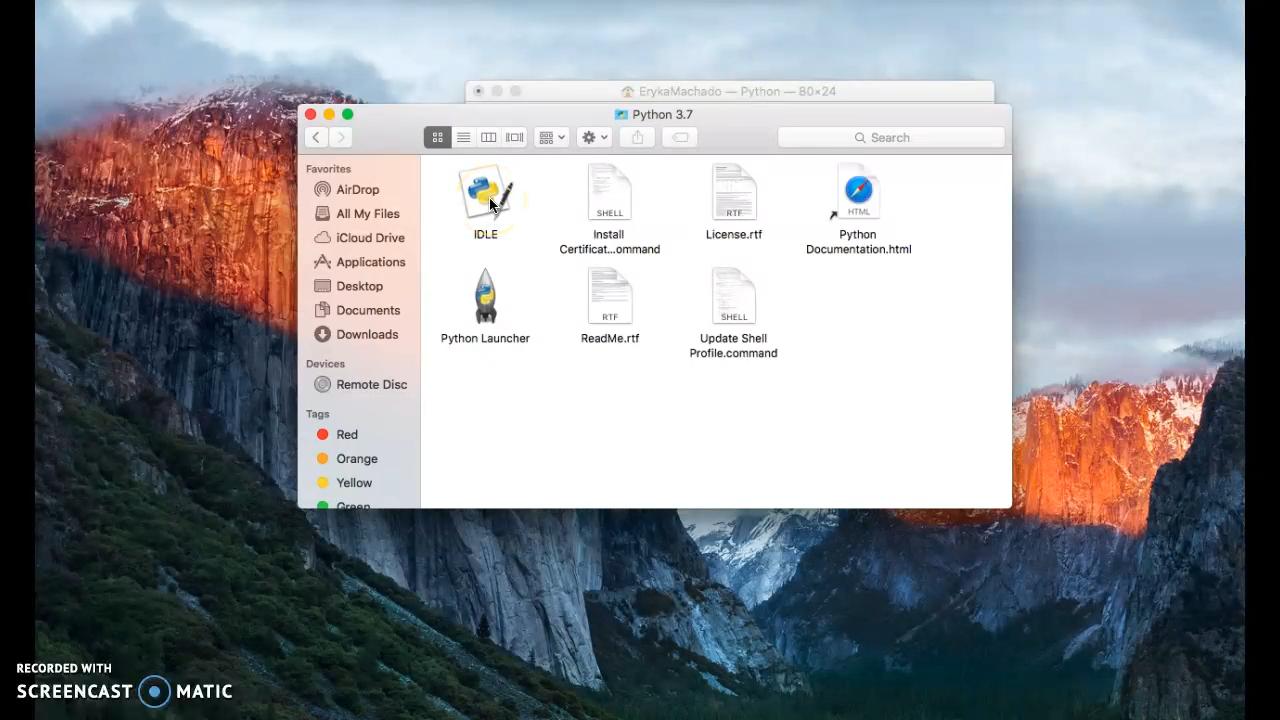 ErykaMachado — Python — 80×24
Python 3.7
Search
Favorites
AirDrop
All My Files
iCloud Drive
Applications
Desktop
Documents
Downloads
Devices
Remote Disc
Tags
Red
Orange
Yellow
Green
IDLE
SHELL
Install
Certificat...ommand
RTF
License.rtf
HTML
Python
Documentation.html
Python Launcher
RTF
ReadMe.rtf
SHELL
Update Shell
Profile.command
RECORDED WITH
SCREENCAST MATIC